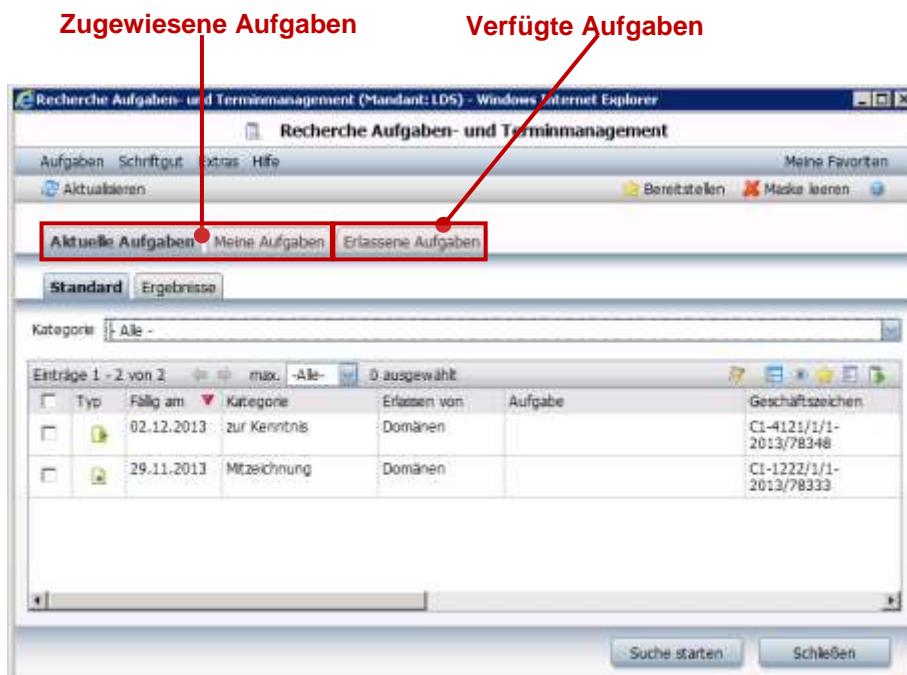 Zugewiesene Aufgaben Verfügte Aufgaben
Recherche Aufgaben- und Terminmanagement (Mandant: LDS) - Windows Internet Explorer
Recherche Aufgaben- und Terminmanagement
Aufgaben Schriftgut Extras Hilfe Meine Favoriten
Aktualisieren Bereitstellen Maske leeren
Aktuelle Aufgaben Meine Aufgaben Erlassene Aufgaben
Standard Ergebnisse
Kategorie - Alle -
Einträge 1 - 2 von 2 max. -Alle- 0 ausgewählt
Typ Fällig am Kategorie Erlassen von Aufgabe Geschäftszeichen
02.12.2013 zur Kenntnis Domänen C1-4121/1/1-
2013/78348
29.11.2013 Mitzeichnung Domänen C1-1222/1/1-
2013/78333
Suche starten Schließen